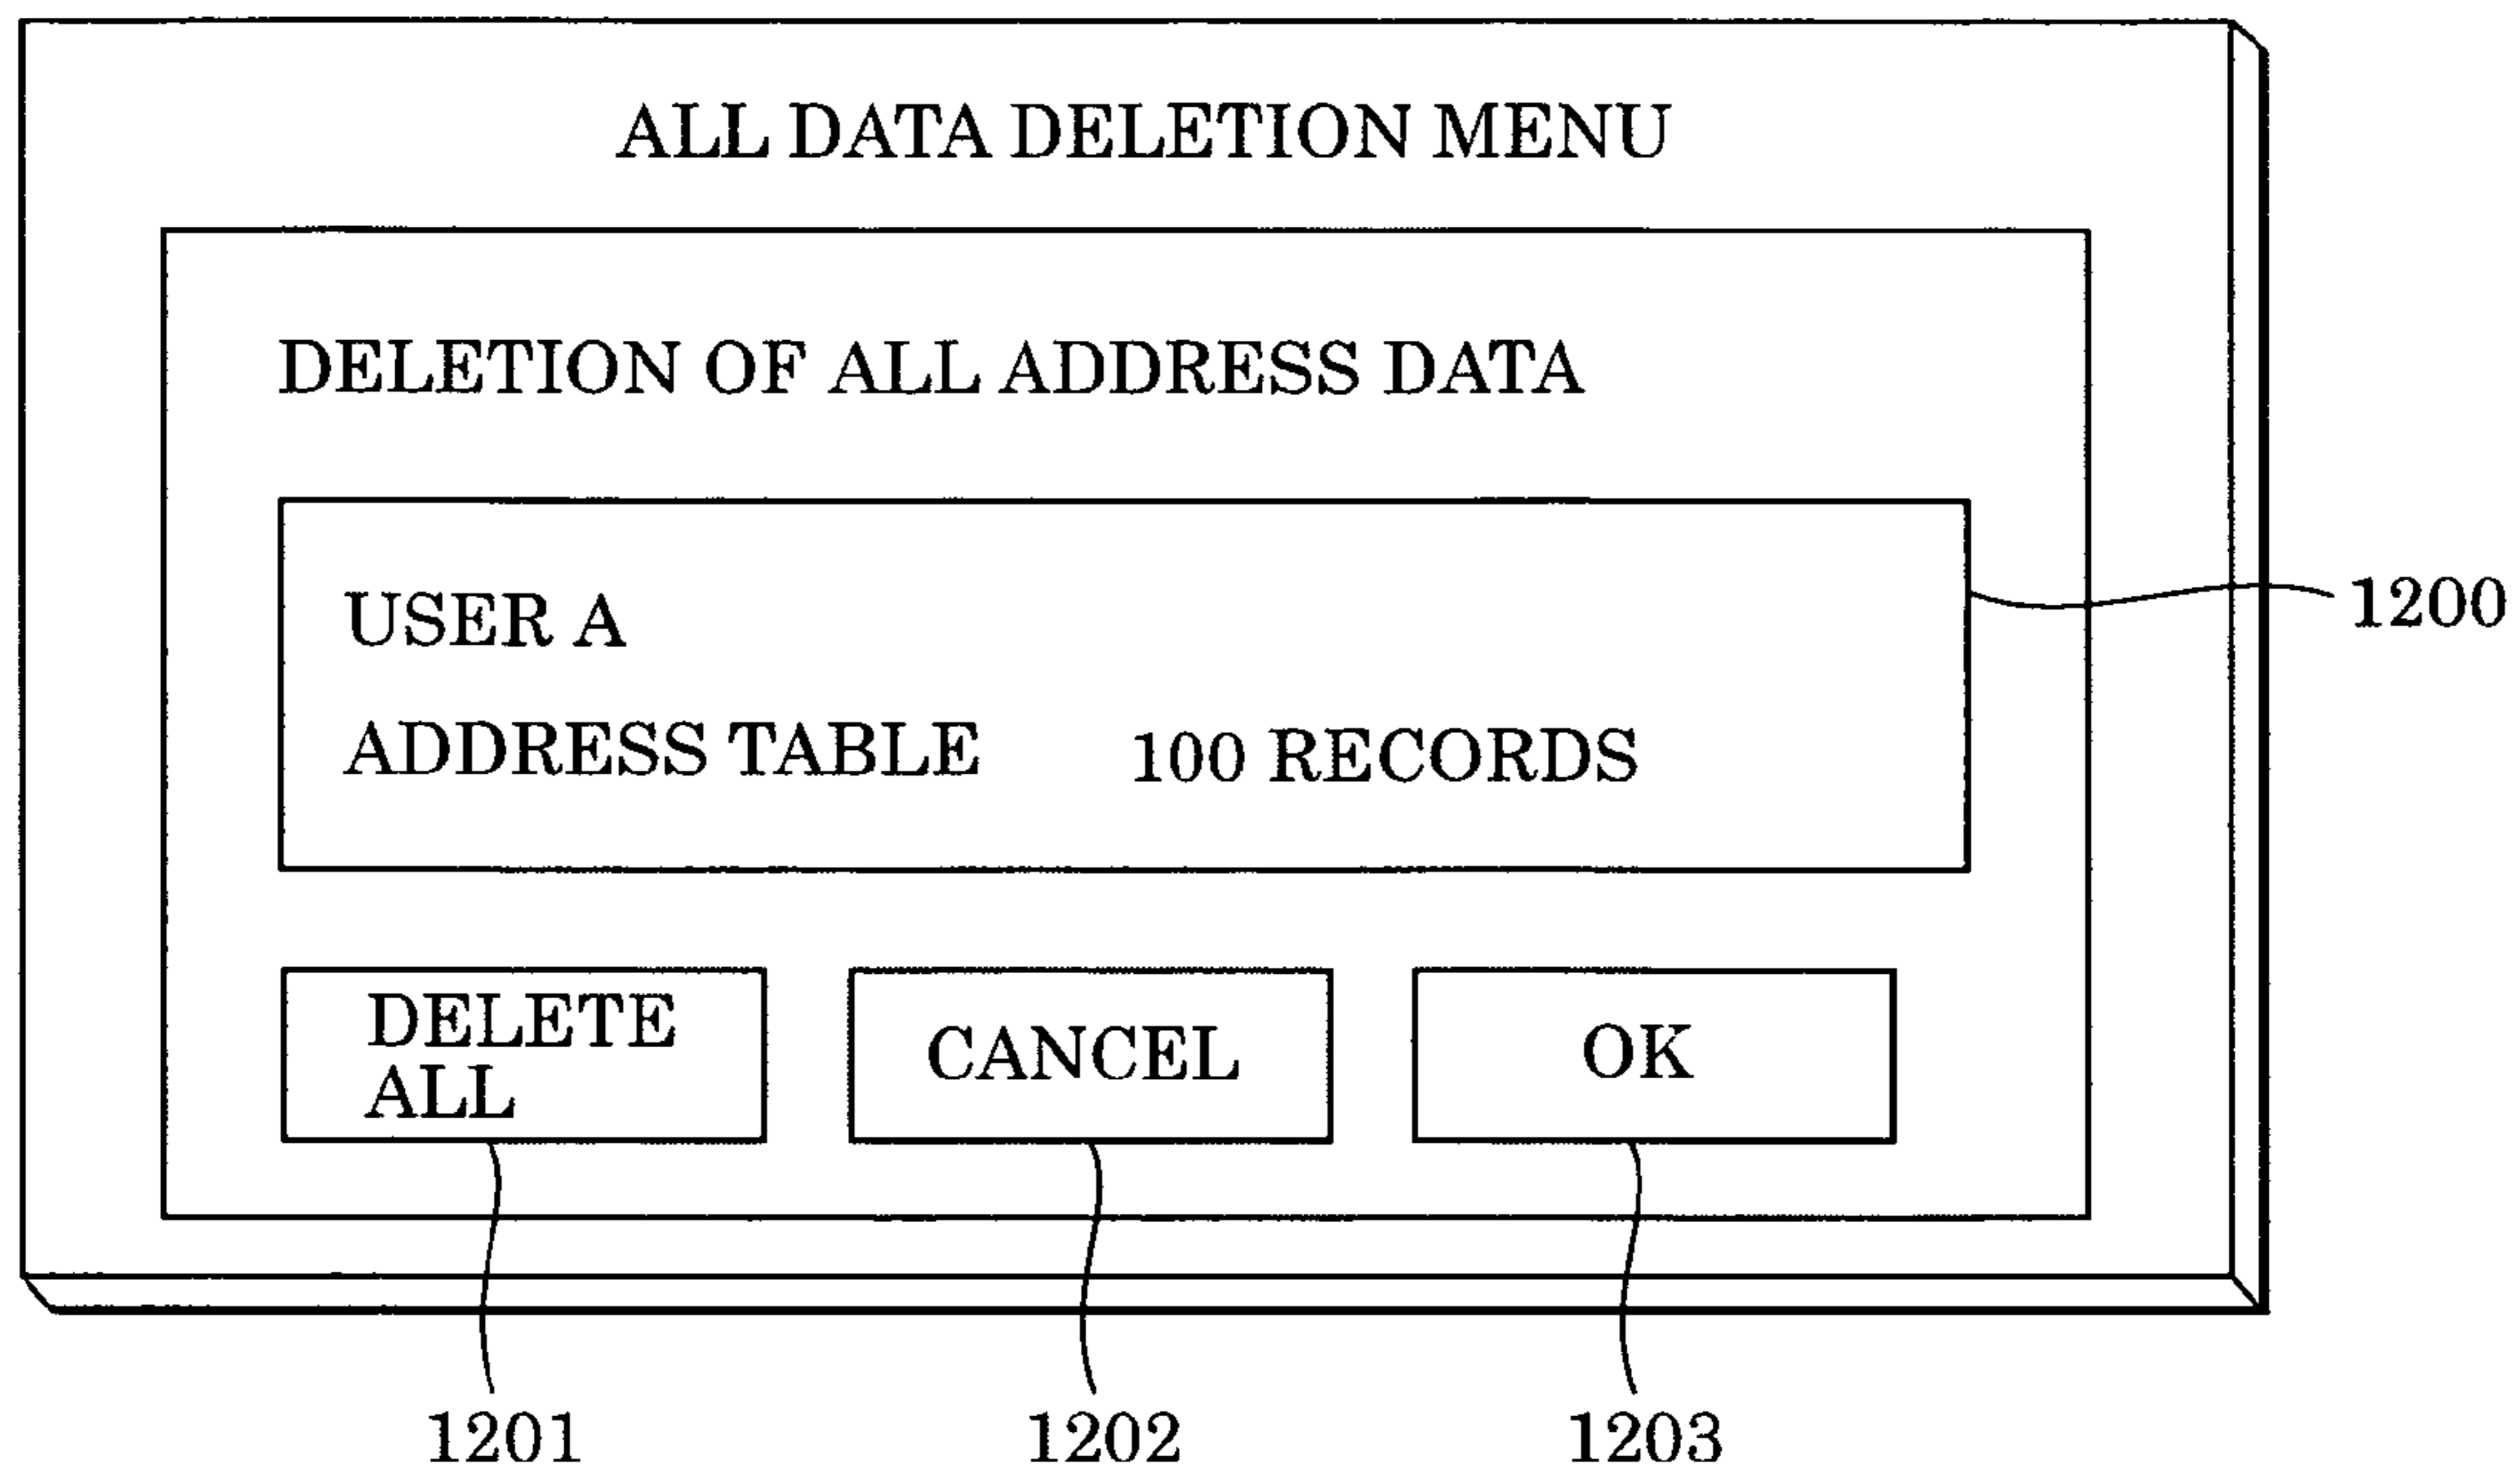 ALL DATA DELETION MENU
DELETION OF ALL ADDRESS DATA
USER A
1200
ADDRESS TABLE 100 RECORDS
DELETE
ALL
CANCEL
OK
1201 1202 1203